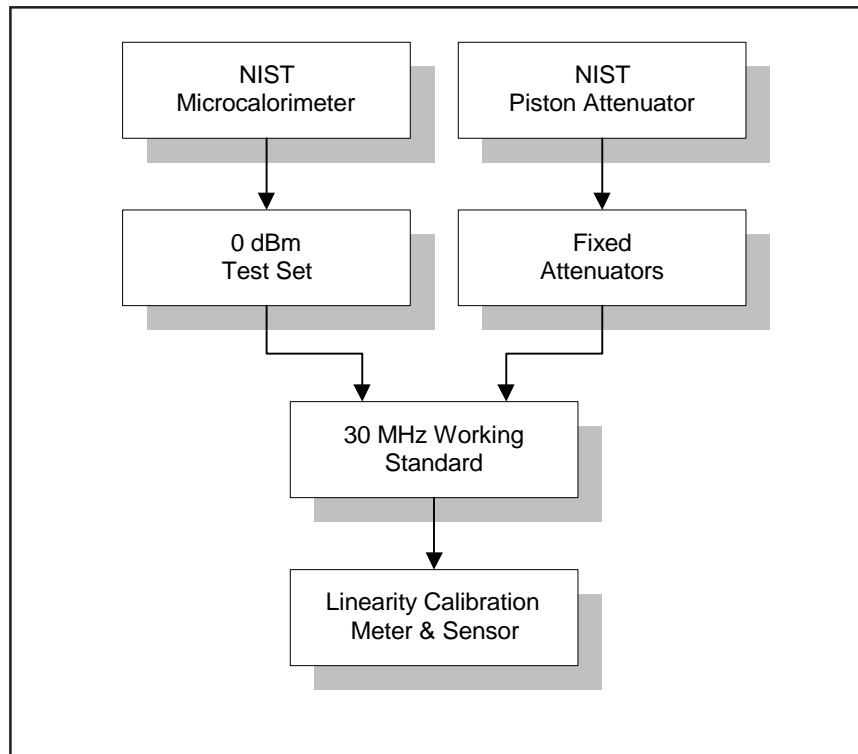 NIST
Microcalorimeter
NIST
Piston Attenuator
0 dBm
Test Set
Fixed
Attenuators
30 MHz Working
Standard
Linearity Calibration
Meter & Sensor